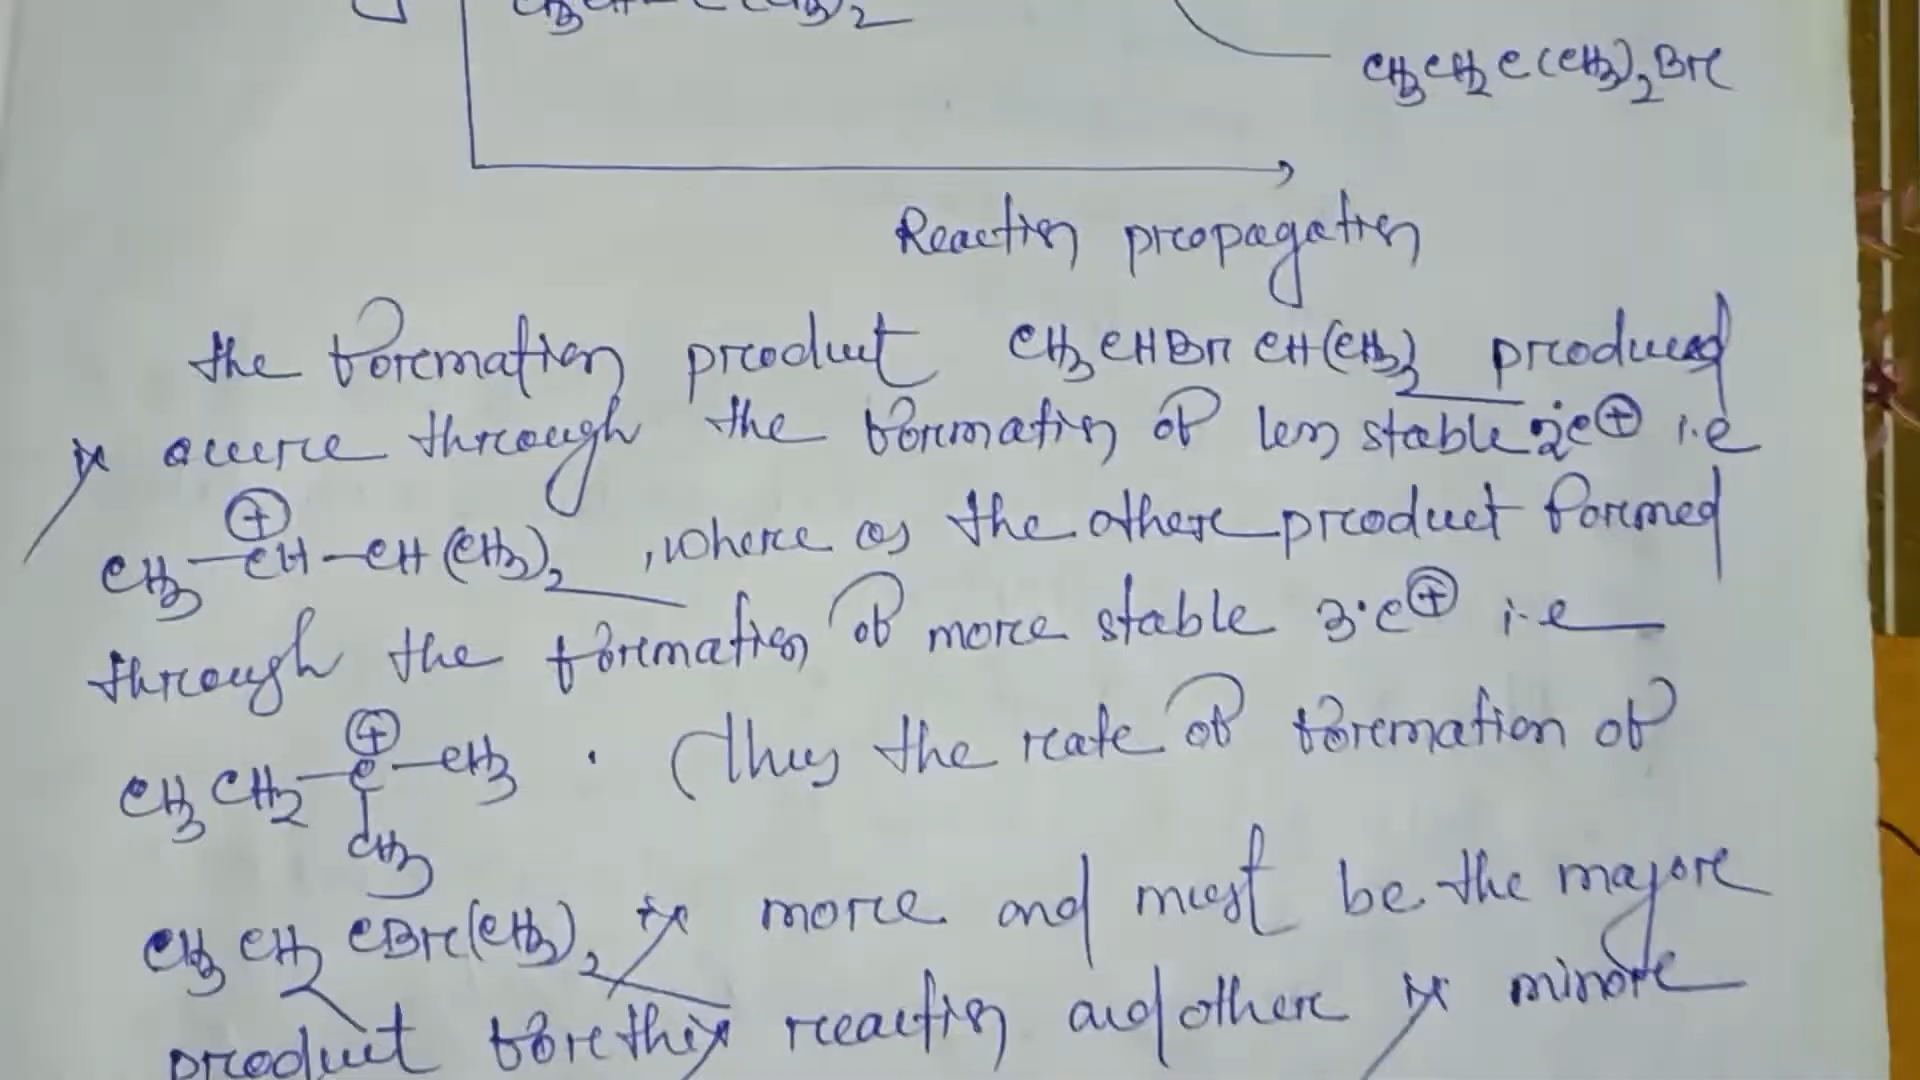 CH3CH2C(CH3)2Br
Reaction propagation
the formation product CH3CHBrCH(CH3)2 produced
is occure through the formation of less stable 2°C⊕ i.e
CH3-C⊕H-CH(CH3)2, where as the other product formed
through the formation of more stable 3°C⊕ i.e
CH3CH2-C⊕-CH3 . Thus the rate of formation of
CH3
CH3CH2CBr(CH3)2 is more and must be the major
product for this reaction and other is minor